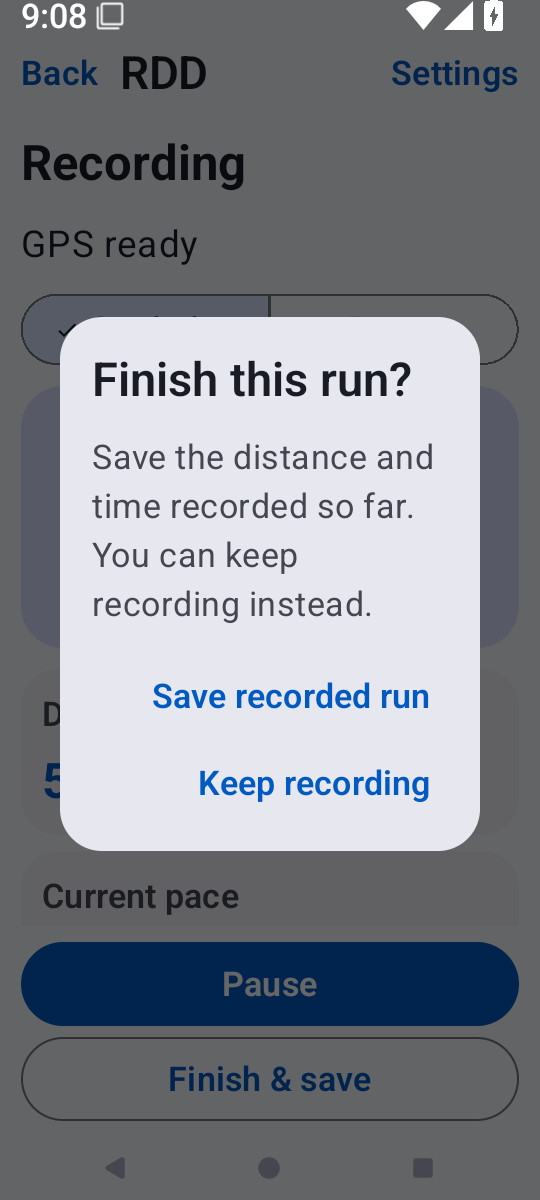 9:08
Back RDD Settings
Recording
GPS ready
Finish this run?
Save the distance and
time recorded so far.
You can keep
recording instead.
Save recorded run
Keep recording
D
5
Current pace
Pause
Finish & save